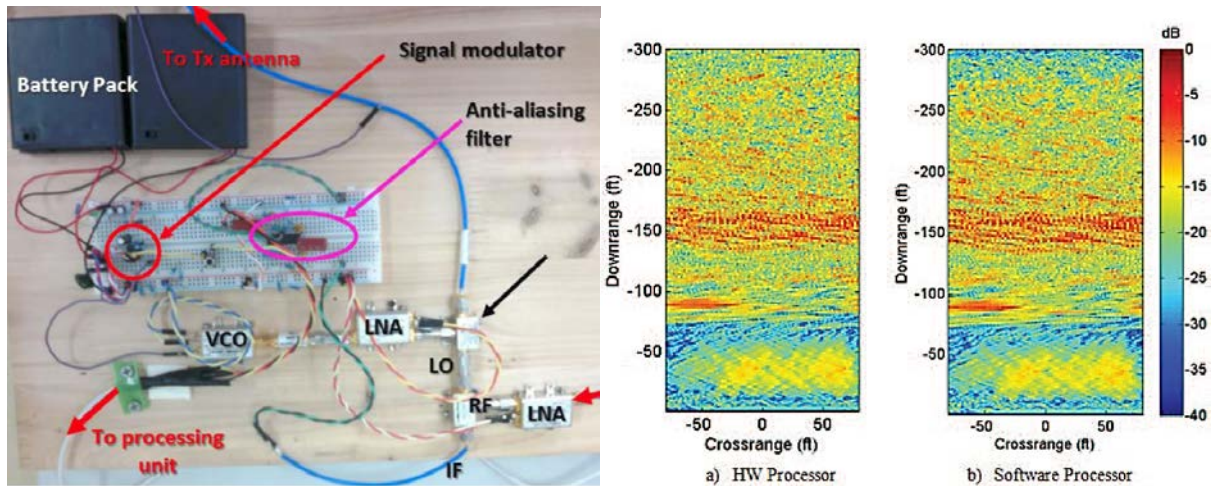 To Tx antenna
Battery Pack
Signal modulator
Anti-aliasing
filter
VCO
LNA
LO
RF
LNA
To processing
unit
IF
-300
-250
-200
-150
-100
-50
Downrange (ft)
-50
0
50
Crossrange (ft)
a) HW Processor
-300
-250
-200
-150
-100
-50
Downrange (ft)
-50
0
50
Crossrange (ft)
b) Software Processor
dB
0
-5
-10
-15
-20
-25
-30
-35
-40